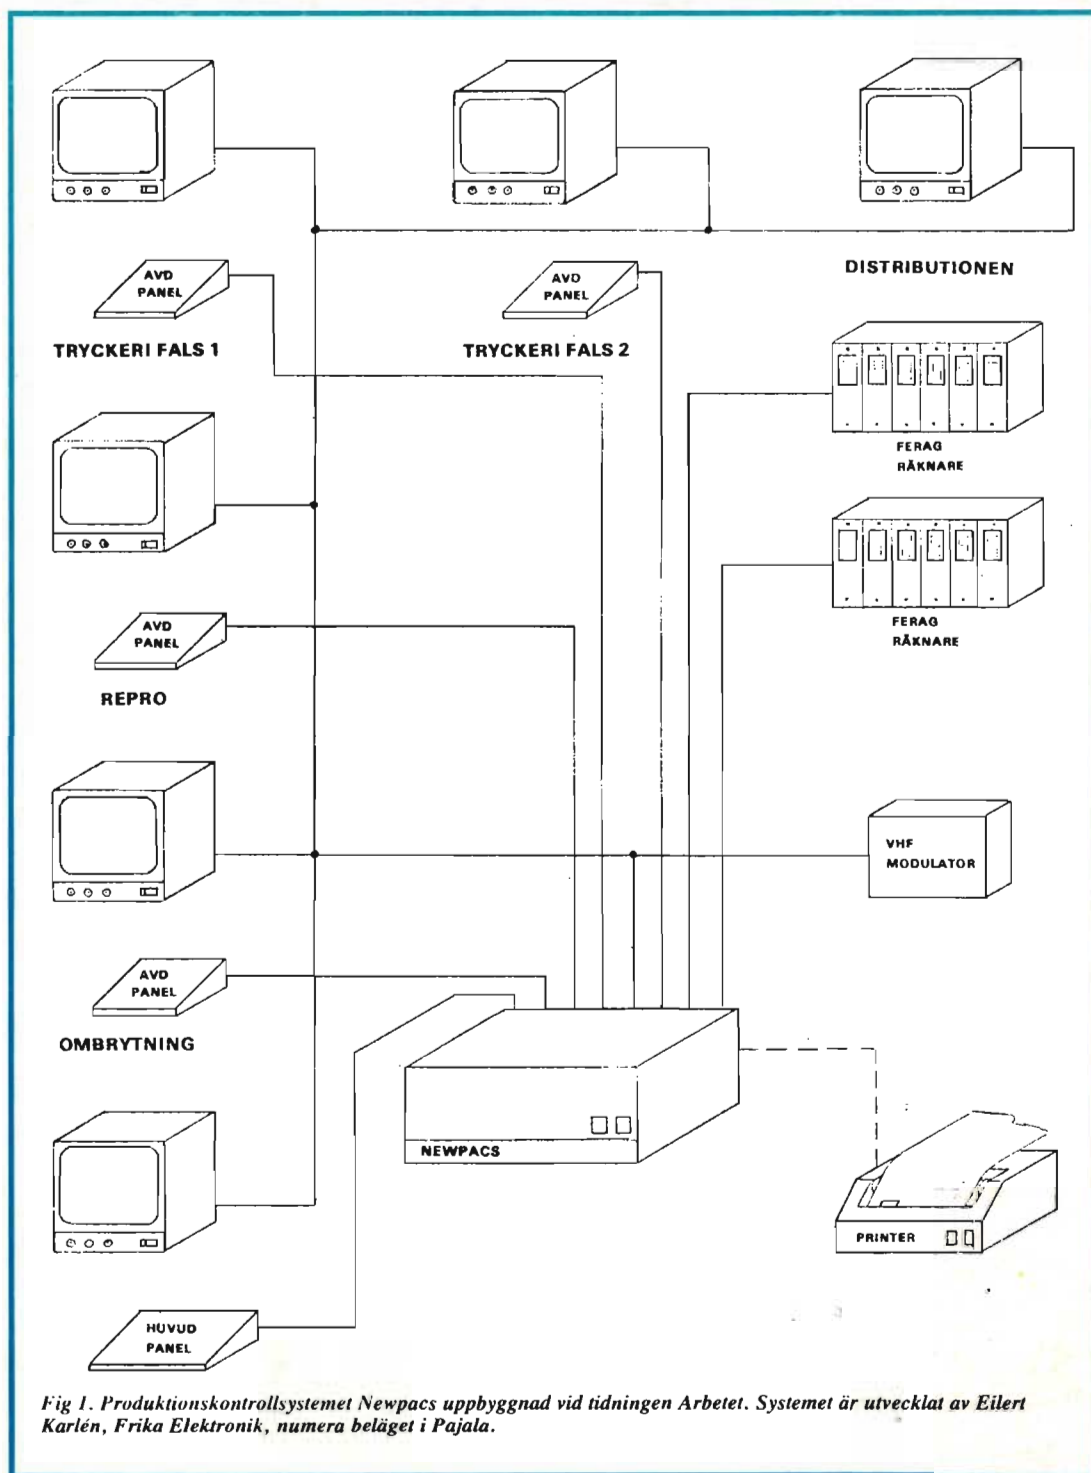 AVD
PANEL
TRYCKERI FALS 1
AVD
PANEL
TRYCKERI FALS 2
DISTRIBUTIONEN
FERAG
RÄKNARE
FERAG
RÄKNARE
AVD
PANEL
REPRO
VHF
MODULATOR
AVD
PANEL
OMBRYTNING
NEWPACS
PRINTER
HUVUD
PANEL
Fig 1. Produktionskontrollsystemet Newpacs uppbyggnad vid tidningen Arbetet. Systemet är utvecklat av Eilert
Karlén, Frika Elektronik, numera beläget i Pajala.